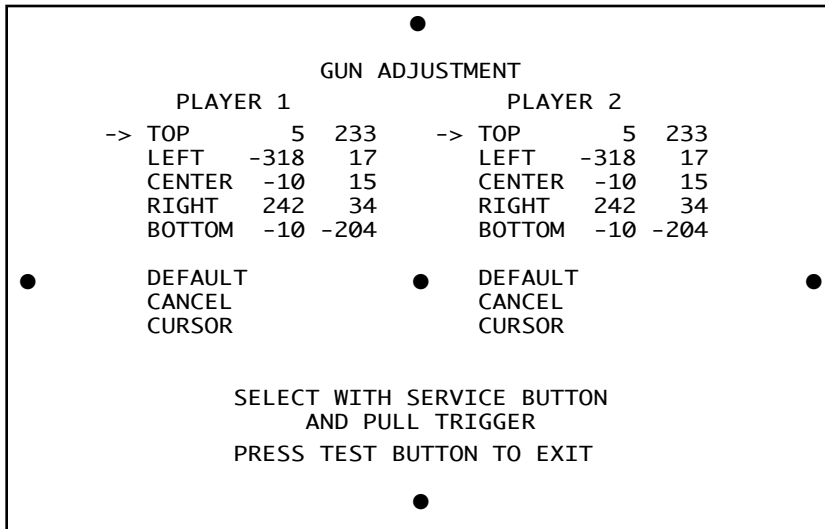 GUN ADJUSTMENT
PLAYER 1 PLAYER 2
-> TOP 5 233 -> TOP 5 233
LEFT -318 17 LEFT -318 17
CENTER -10 15 CENTER -10 15
RIGHT 242 34 RIGHT 242 34
BOTTOM -10 -204 BOTTOM -10 -204
DEFAULT DEFAULT
CANCEL CANCEL
CURSOR CURSOR
SELECT WITH SERVICE BUTTON
AND PULL TRIGGER
PRESS TEST BUTTON TO EXIT